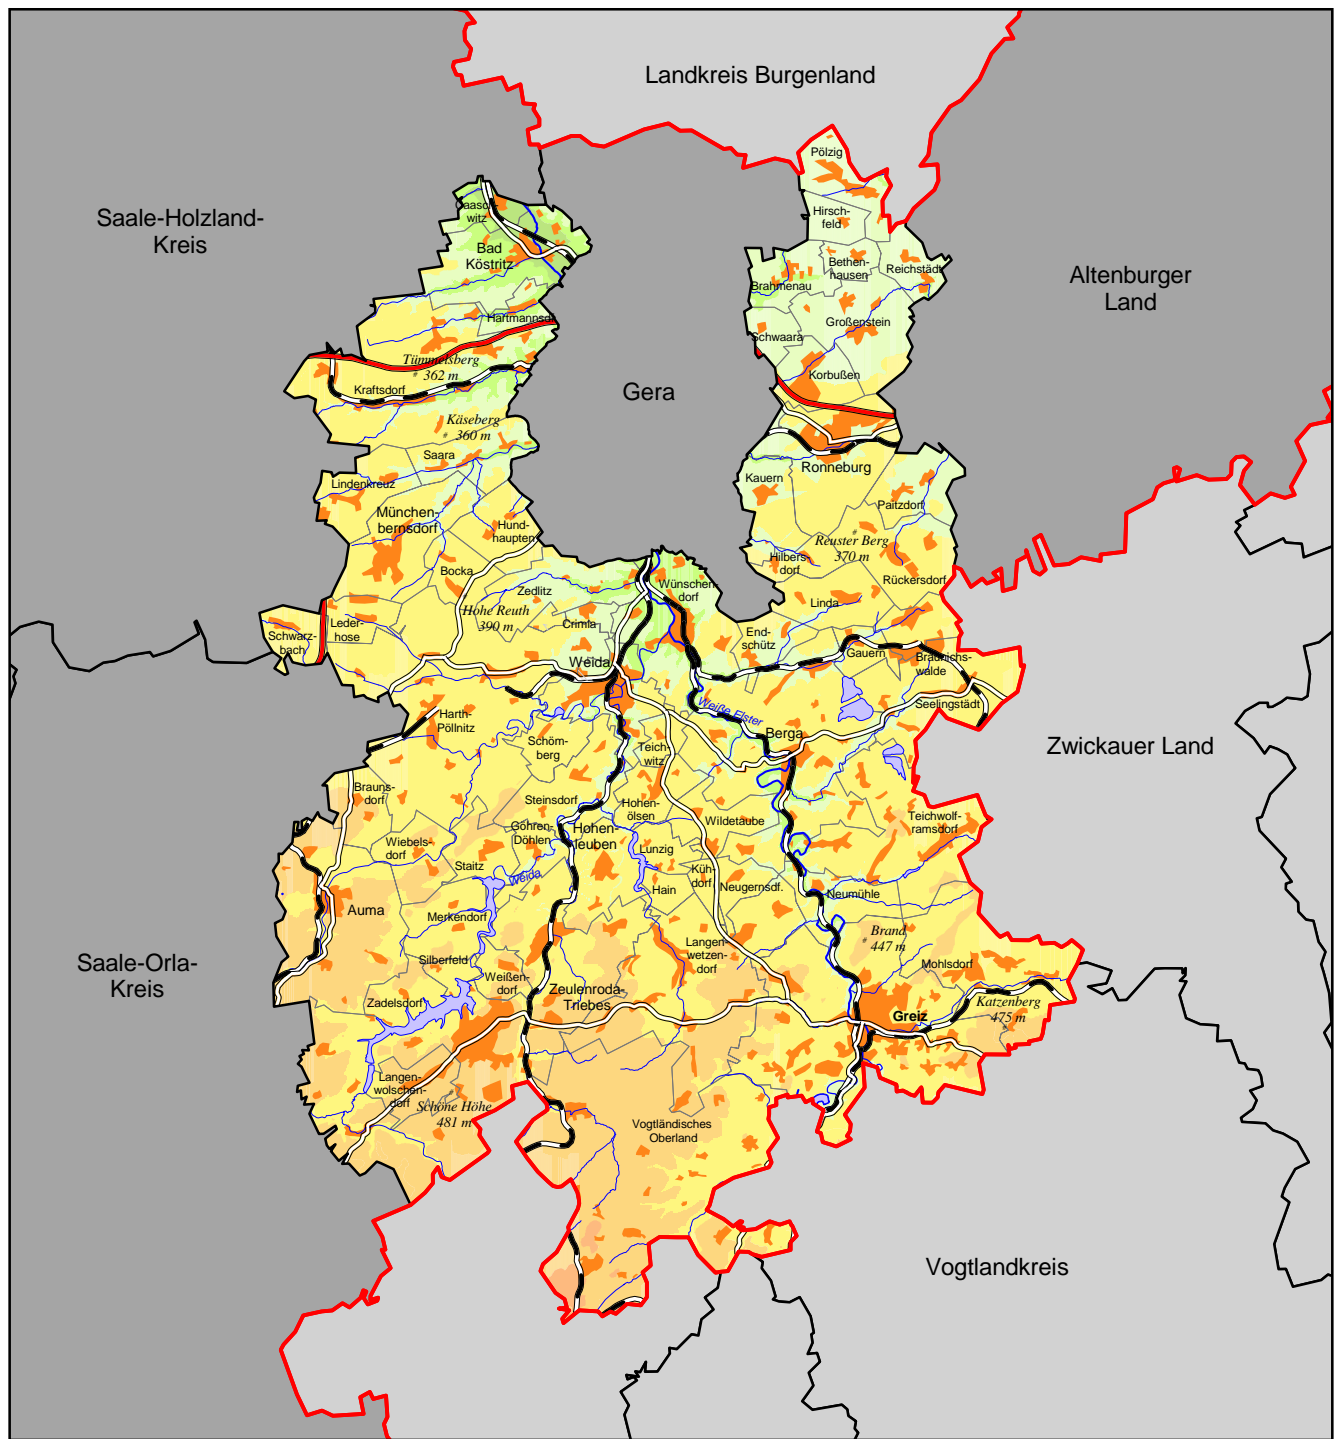 Landkreis Burgenland
Pölzig
Saale-Holzland-
Kreis
Caasch-
witz
Hirsch-
feld
Bad
Köstritz
Bethen-
hausen
Reichstädt
Altenburger
Land
Brahmenau
Hartmannsdf.
Großenstein
Schwaara
Tümmelsberg
362 m
Korbußen
Kraftsdorf
Gera
Käseberg
360 m
Saara
Ronneburg
Lindenkreuz
Kauern
München-
bernsdorf
Paitzdorf
Hund-
haupten
Reuster Berg
370 m
Hilbers-
dorf
Bocka
Rückersdorf
Zedlitz
Wünschen-
dorf
Hohe Reuth
390 m
Linda
Crimla
Leder-
hose
Schwarz-
bach
End-
schütz
Gauern
Braunichs-
walde
Weida
Seelingstädt
Weiße Elster
Harth-
Pöllnitz
Berga
Schöm-
berg
Teich-
witz
Zwickauer Land
Brauns-
dorf
Steinsdorf
Hohen-
ölsen
Göhren-
Döhlen
Hohen-
leuben
Wildetaube
Teichwolf-
ramsdorf
Wiebels-
dorf
Lunzig
Staitz
Weida
Küh-
dorf
Neugernsdf.
Hain
Neumühle
Auma
Merkendorf
Brand
447 m
Langen-
wetzen-
dorf
Saale-Orla-
Kreis
Silberfeld
Mohlsdorf
Weißen-
dorf
Zeulenroda-
Triebes
Zadelsdorf
Katzenberg
475 m
Greiz
Langen-
wolschen-
dorf
Schöne Höhe
481 m
Vogtländisches
Oberland
Vogtlandkreis